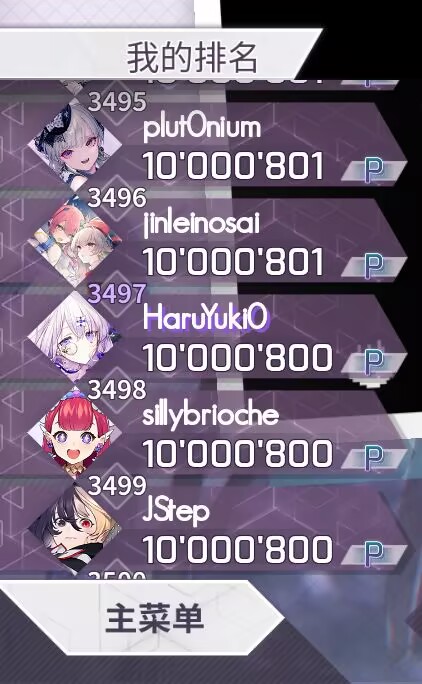 我的排名
3495
plut0nium
10'000'801 P
3496
jinleinosai
10'000'801 P
3497
HaruYuki0
10'000'800 P
3498
sillybrioche
10'000'800 P
3499
JStep
10'000'800 P
主菜单